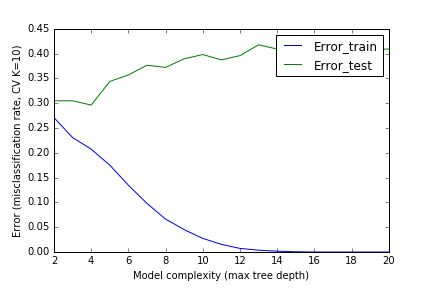 Error_train
Error_test
0.45
0.40
0.35
0.30
0.25
0.20
0.15
0.10
0.05
0.00
Error (misclassification rate, CV K=10)
2 4 6 8 10 12 14 16 18 20
Model complexity (max tree depth)